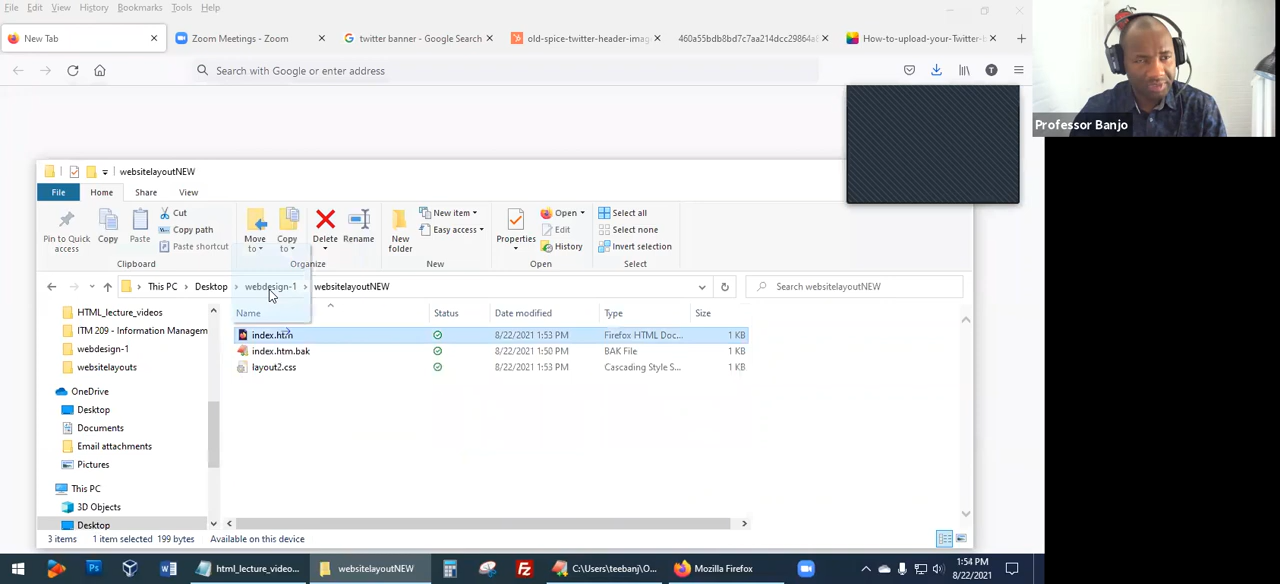 File Edit View History Bookmarks Tools Help
New Tab
Zoom Meetings - Zoom
twitter banner - Google Search
old-spice-twitter-header-imag
460a55bdb8bd7c7aa214dcc29864a
How-to-upload-your-Twitter-b
Search with Google or enter address
T
Professor Banjo
websitelayoutNEW
File Home Share View
Pin to Quick access
Copy
Paste
Cut
Copy path
Paste shortcut
Move to
Copy to
Delete
Rename
New folder
New item
Easy access
Properties
Open
Edit
History
Select all
Select none
Invert selection
Clipboard Organize New Open Select
This PC Desktop webdesign-1 websitelayoutNEW
Search websitelayoutNEW
Name Status Date modified Type Size
HTML_lecture_videos
ITM 209 - Information Managem
webdesign-1
websitelayouts
OneDrive
Desktop
Documents
Email attachments
Pictures
This PC
3D Objects
Desktop
index.htm 8/22/2021 1:53 PM Firefox HTML Doc... 1 KB
index.htm.bak 8/22/2021 1:50 PM BAK File 1 KB
layout2.css 8/22/2021 1:53 PM Cascading Style S... 1 KB
3 items 1 item selected 199 bytes Available on this device
html_lecture_video...
websitelayoutNEW
C:\Users\teebanj\O...
Mozilla Firefox
1:54 PM
8/22/2021